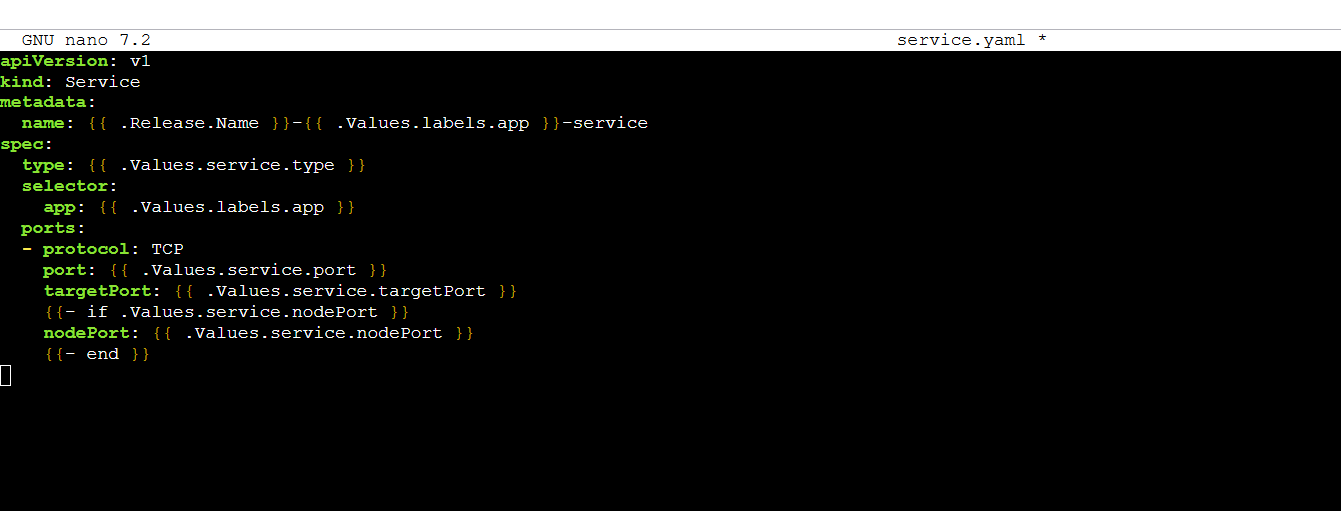 GNU nano 7.2 service.yaml *
apiVersion: v1
kind: Service
metadata:
  name: {{ .Release.Name }}-{{ .Values.labels.app }}-service
spec:
  type: {{ .Values.service.type }}
  selector:
    app: {{ .Values.labels.app }}
  ports:
  - protocol: TCP
    port: {{ .Values.service.port }}
    targetPort: {{ .Values.service.targetPort }}
    {{- if .Values.service.nodePort }}
    nodePort: {{ .Values.service.nodePort }}
    {{- end }}